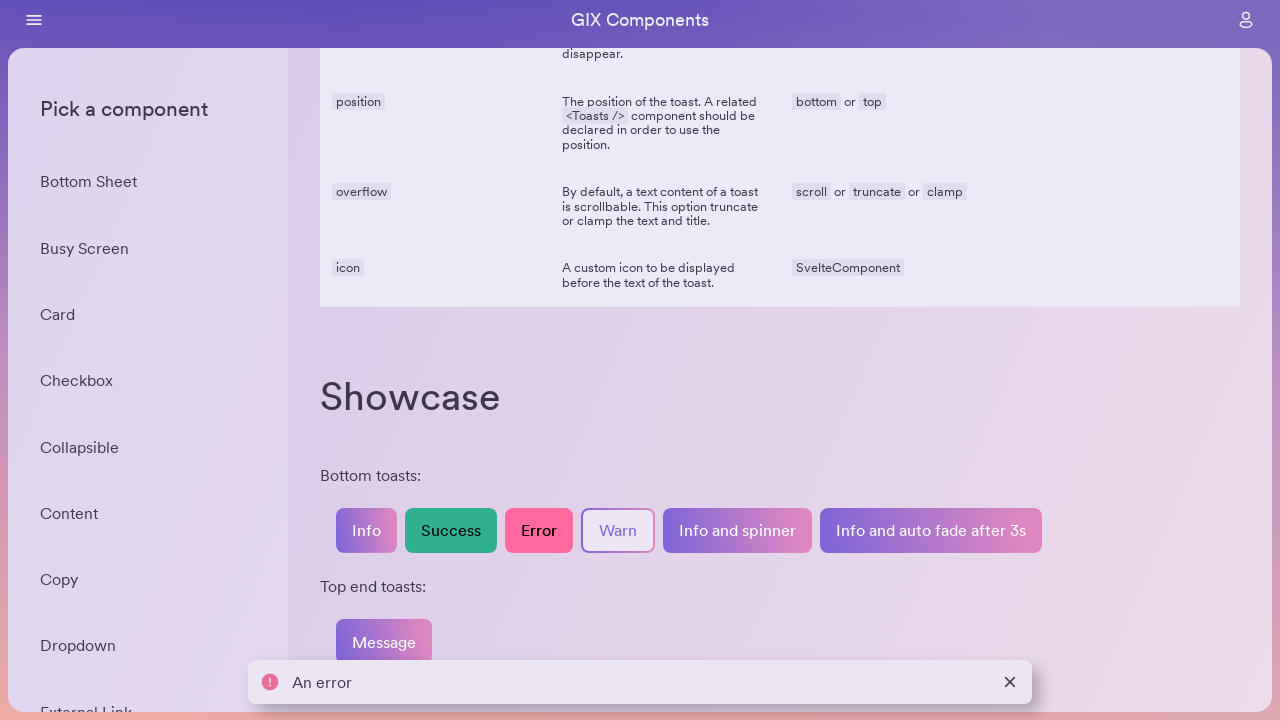 GIX Components
Pick a component
Bottom Sheet
Busy Screen
Card
Checkbox
Collapsible
Content
Copy
Dropdown
External Link
disappear.
position
The position of the toast. A related
<Toasts /> component should be
declared in order to use the
position.
bottom or top
overflow
By default, a text content of a toast
is scrollbable. This option truncate
or clamp the text and title.
scroll or truncate or clamp
icon
A custom icon to be displayed
before the text of the toast.
SvelteComponent
Showcase
Bottom toasts:
Info
Success
Error
Warn
Info and spinner
Info and auto fade after 3s
Top end toasts:
Message
An error